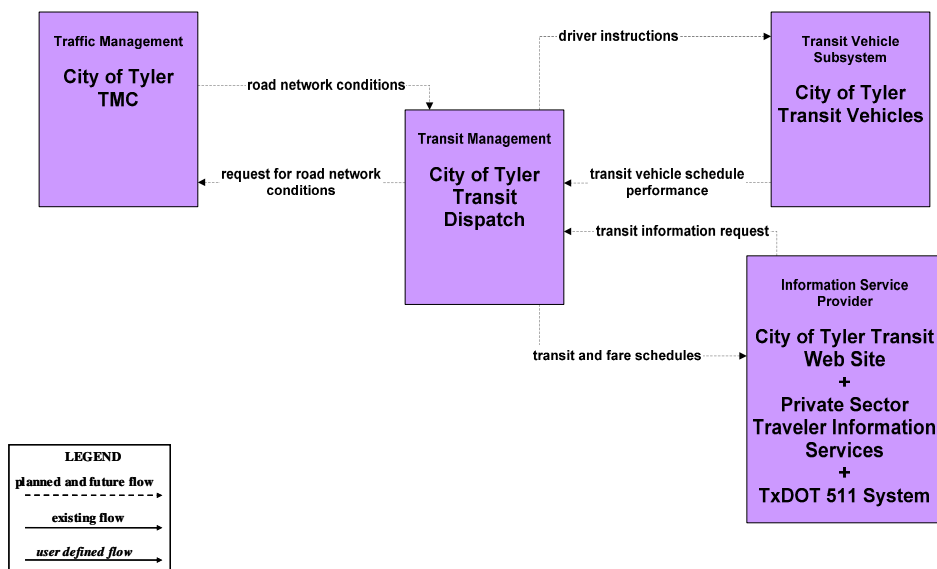 Traffic Management
City of Tyler
TMC
road network conditions
request for road network
conditions
Transit Management
City of Tyler
Transit
Dispatch
driver instructions
Transit Vehicle
Subsystem
City of Tyler
Transit Vehicles
transit vehicle schedule
performance
transit information request
Information Service
Provider
City of Tyler Transit
Web Site
+
Private Sector
Traveler Information
Services
+
TxDOT 511 System
transit and fare schedules
LEGEND
planned and future flow
existing flow
user defined flow